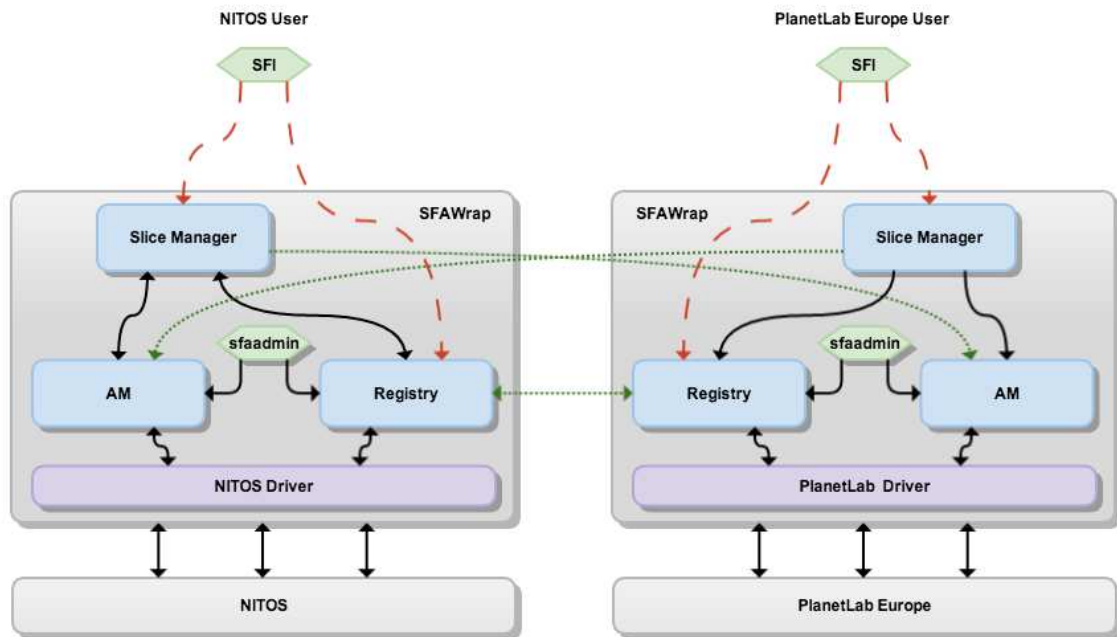 NITOS User
PlanetLab Europe User
SFI
SFI
SFAWrap
SFAWrap
Slice Manager
Slice Manager
sfaadmin
sfaadmin
AM
Registry
Registry
AM
NITOS Driver
PlanetLab Driver
NITOS
PlanetLab Europe